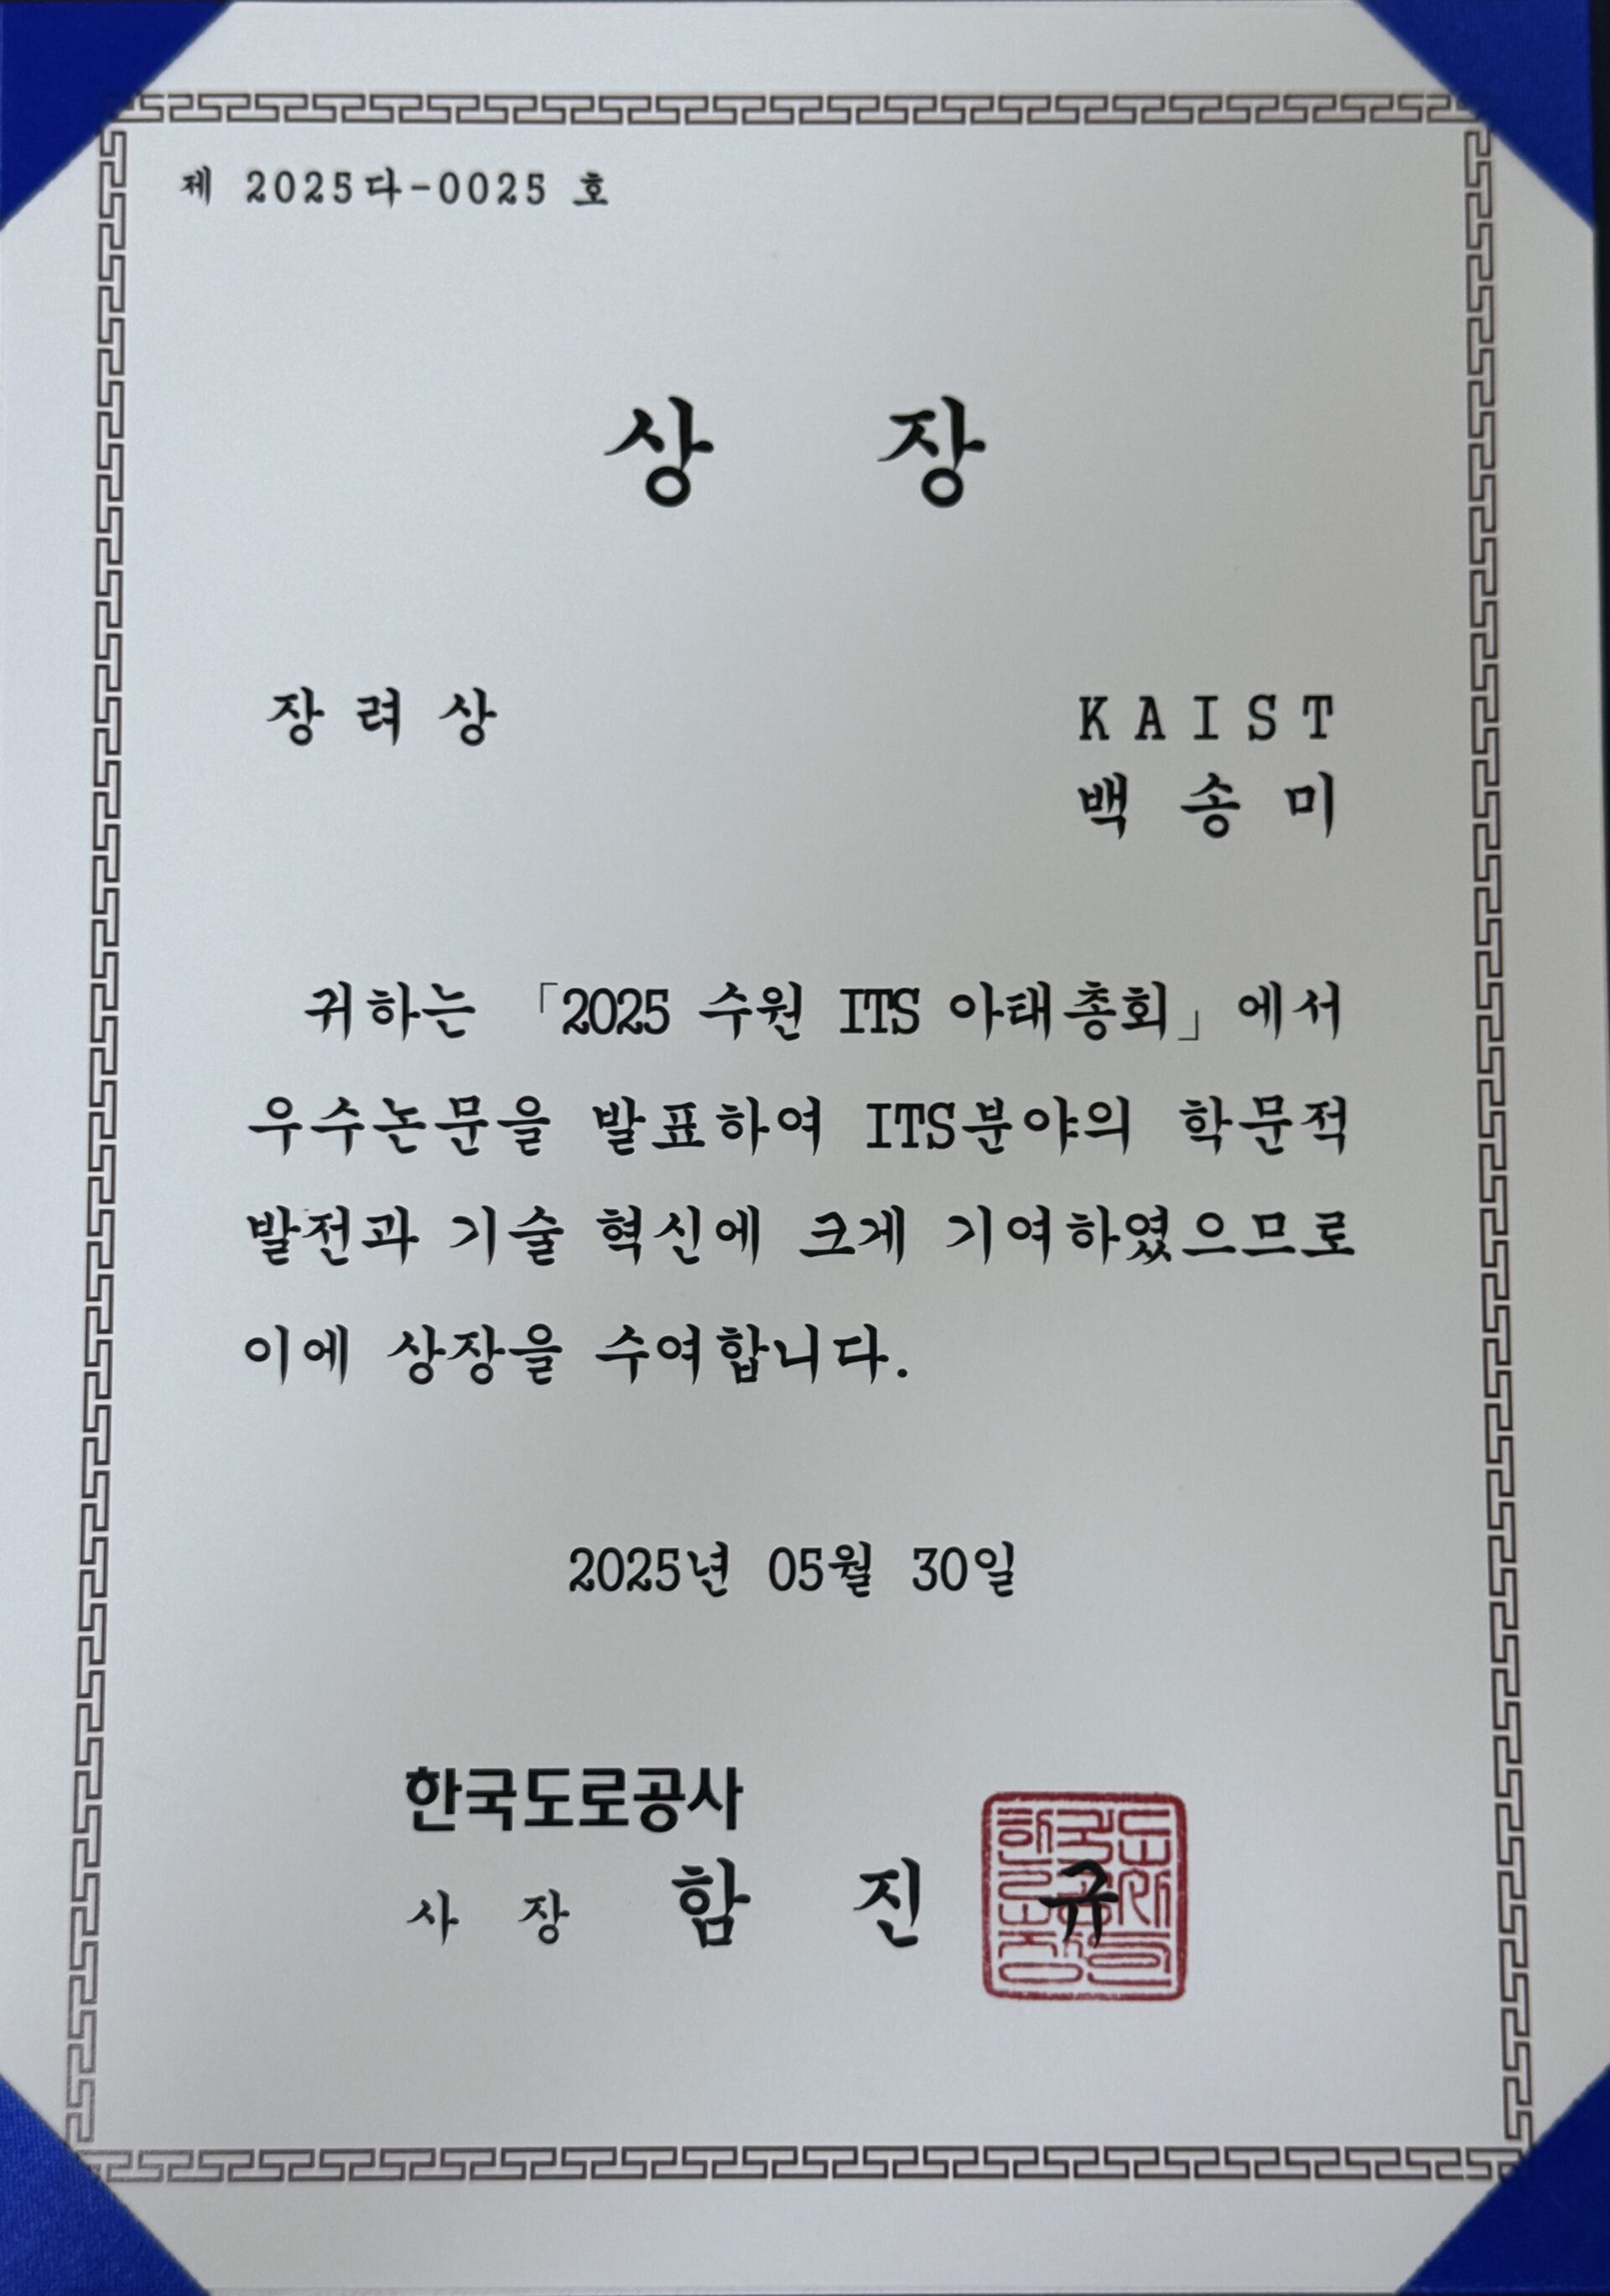 제 2025다-0025 호
상 장
장려상
KAIST
백송미
귀하는 「2025 수원 ITS 아태총회」에서
우수논문을 발표하여 ITS분야의 학문적
발전과 기술 혁신에 크게 기여하였으므로
이에 상장을 수여합니다.
2025년 05월 30일
한국도로공사
사 장 함 진 규